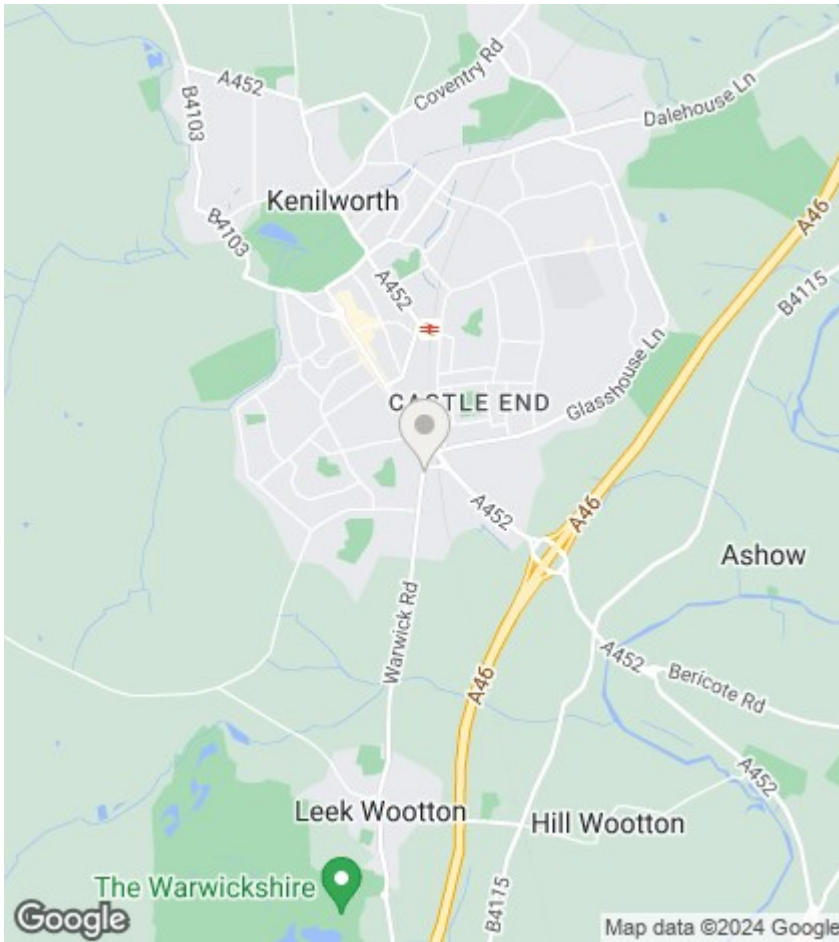 A452
B4103
Coventry Rd
Dalehouse Ln
Kenilworth
B4103
A46
A452
B4115
Glasshouse Ln
CASTLE END
A452
A46
Ashow
Warwick Rd
A452
Bericote Rd
A46
A452
Leek Wootton
Hill Wootton
The Warwickshire
B4115
Google
Map data ©2024 Google